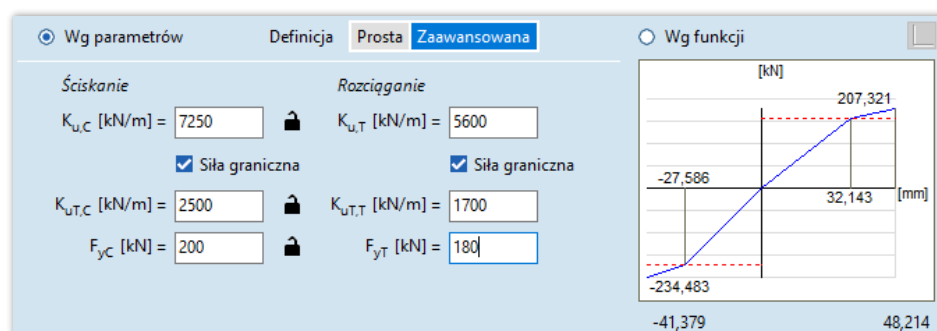 Wg parametrów Definicja Prosta Zaawansowana Wg funkcji
Ściskanie Rozciąganie
Ku,C [kN/m] = 7250 Ku,T [kN/m] = 5600
Siła graniczna Siła graniczna
KuT,C [kN/m] = 2500 KuT,T [kN/m] = 1700
FyC [kN] = 200 FyT [kN] = 180
[kN]
207,321
-27,586
32,143 [mm]
-234,483
-41,379 48,214